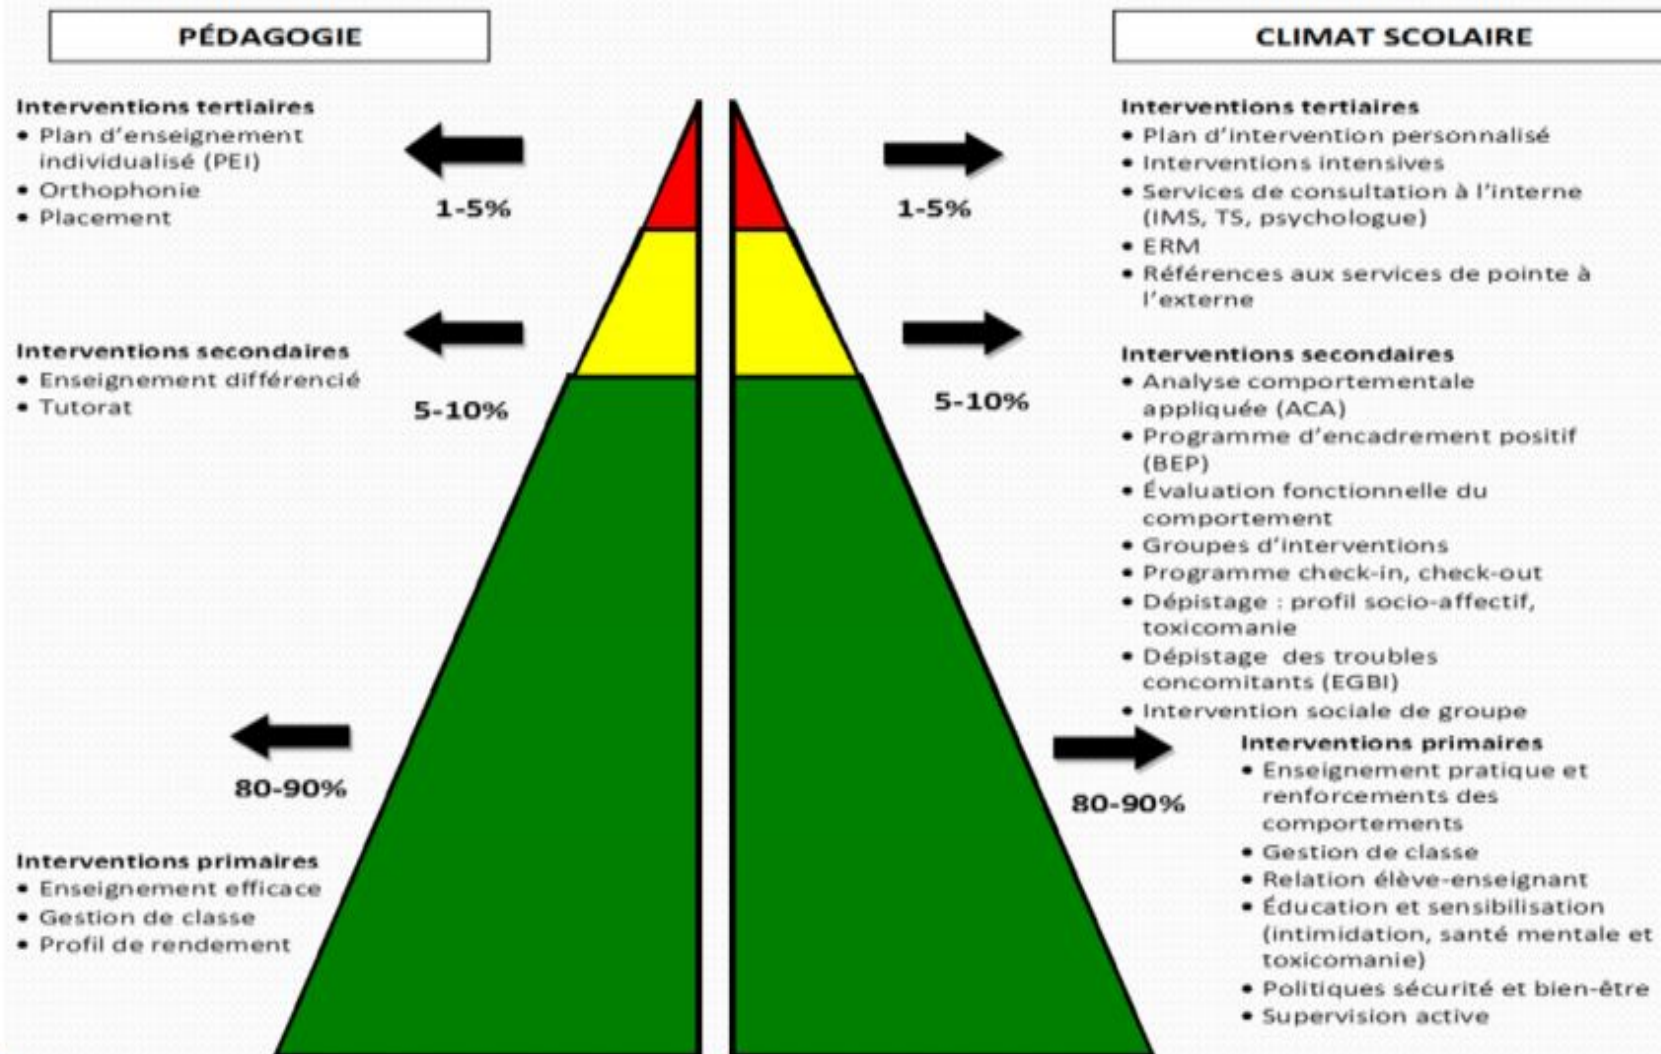 PÉDAGOGIE
Interventions tertiaires
• Plan d'enseignement
individualisé (PEI)
• Orthophonie
• Placement
1-5%
Interventions secondaires
• Enseignement différencié
• Tutorat
5-10%
80-90%
Interventions primaires
• Enseignement efficace
• Gestion de classe
• Profil de rendement
CLIMAT SCOLAIRE
Interventions tertiaires
• Plan d'intervention personnalisé
• Interventions intensives
• Services de consultation à l'interne
(IMS, TS, psychologue)
• ERM
• Références aux services de pointe à
l'externe
1-5%
Interventions secondaires
• Analyse comportementale
appliquée (ACA)
• Programme d'encadrement positif
(BEP)
• Évaluation fonctionnelle du
comportement
• Groupes d'interventions
• Programme check-in, check-out
• Dépistage : profil socio-affectif,
toxicomanie
• Dépistage des troubles
concomitants (EGBI)
• Intervention sociale de groupe
5-10%
Interventions primaires
• Enseignement pratique et
renforcements des
comportements
• Gestion de classe
• Relation élève-enseignant
• Éducation et sensibilisation
(intimidation, santé mentale et
toxicomanie)
• Politiques sécurité et bien-être
• Supervision active
80-90%